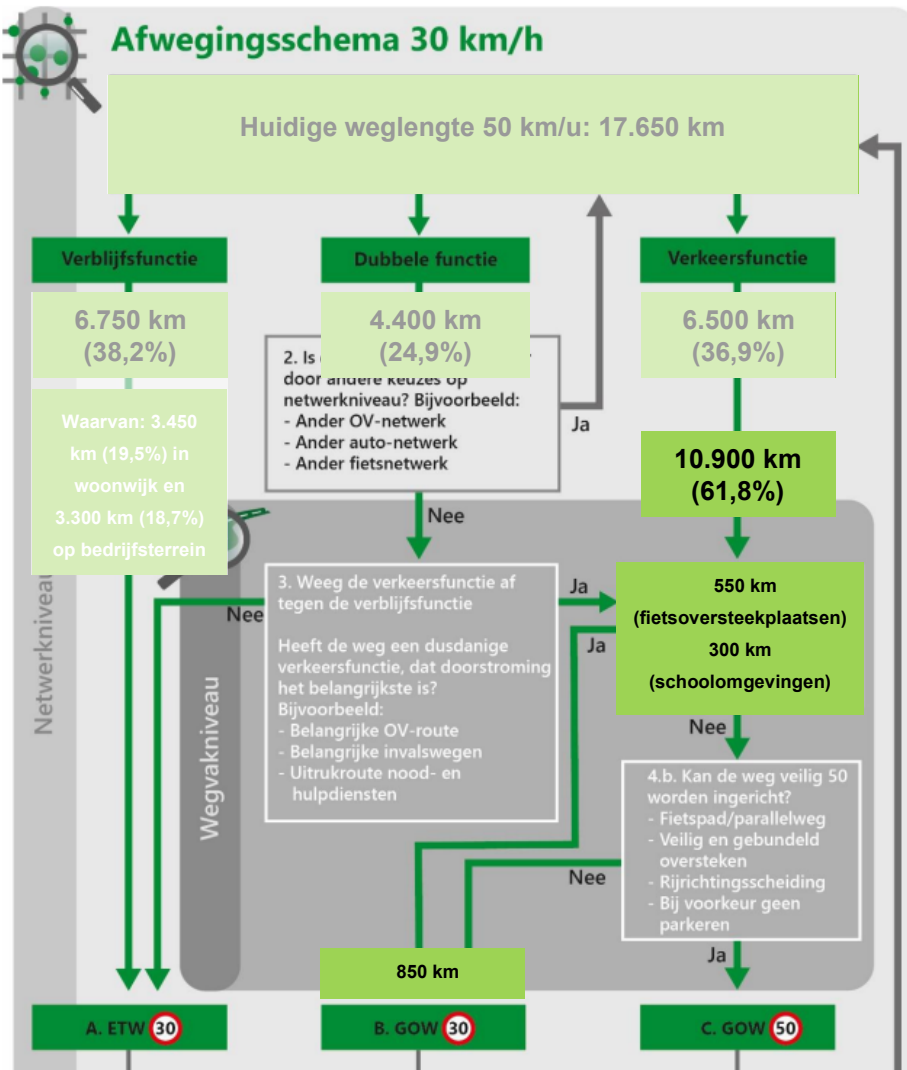 Afwegingsschema 30 km/h
Huidige weglengte 50 km/u: 17.650 km
Verblijfsfunctie
Dubbele functie
Verkeersfunctie
6.750 km
(38,2%)
4.400 km
(24,9%)
6.500 km
(36,9%)
2. Is
door andere keuzes op
netwerkniveau? Bijvoorbeeld:
- Ander OV-netwerk
- Ander auto-netwerk
- Ander fietsnetwerk
Ja
Waarvan: 3.450
km (19,5%) in
woonwijk en
3.300 km (18,7%)
op bedrijfsterrein
10.900 km
(61,8%)
Nee
Netwerkniveau
Wegvakniveau
Nee
3. Weeg de verkeersfunctie af
tegen de verblijfsfunctie
Heeft de weg een dusdanige
verkeersfunctie, dat doorstroming
het belangrijkste is?
Bijvoorbeeld:
- Belangrijke OV-route
- Belangrijke invalswegen
- Uitrukroute nood- en
hulpdiensten
Ja
Ja
550 km
(fietsoversteekplaatsen)
300 km
(schoolomgevingen)
Nee
4.b. Kan de weg veilig 50
worden ingericht?
- Fietspad/parallelweg
- Veilig en gebundeld
oversteken
- Rijrichtingsscheiding
- Bij voorkeur geen
parkeren
Nee
Ja
850 km
A. ETW 30
B. GOW 30
C. GOW 50